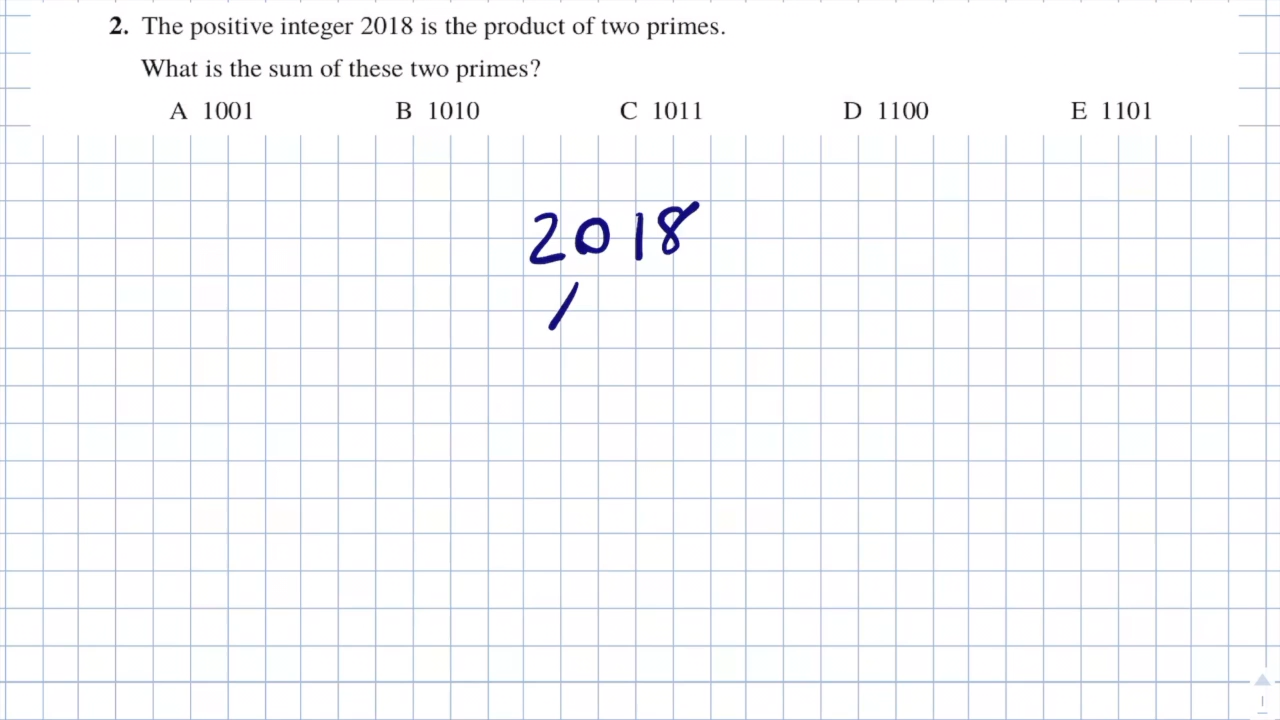 2. The positive integer 2018 is the product of two primes.
What is the sum of these two primes?
A 1001 B 1010 C 1011 D 1100 E 1101
2018